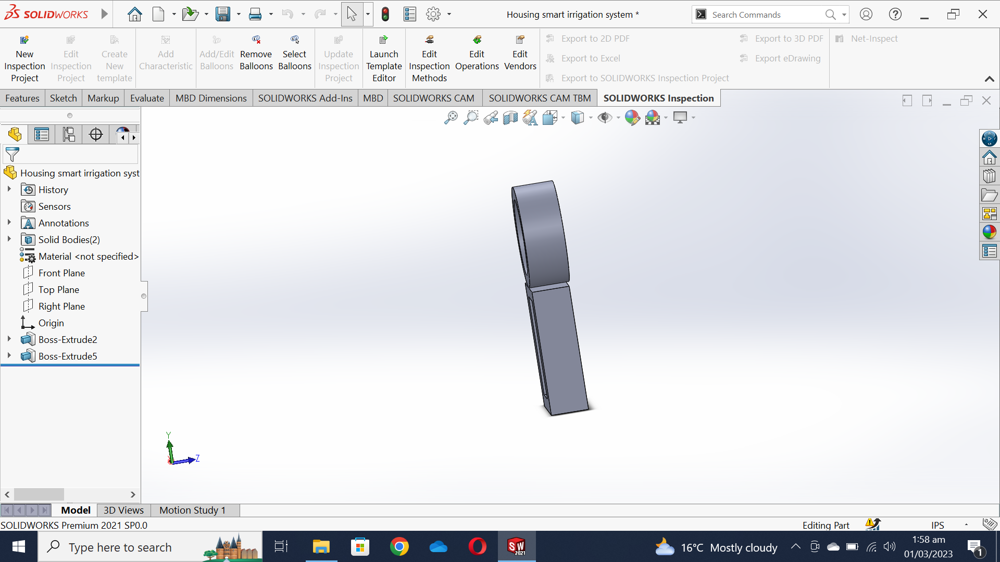 SOLIDWORKS
Housing smart irrigation system *
Search Commands
New Inspection Project
Edit Inspection Project
Create New template
Add Characteristic
Add/Edit Balloons
Remove Balloons
Select Balloons
Update Inspection Project
Launch Template Editor
Edit Inspection Methods
Edit Operations
Edit Vendors
Export to 2D PDF
Export to Excel
Export to SOLIDWORKS Inspection Project
Export to 3D PDF
Export eDrawing
Net-Inspect
Features
Sketch
Markup
Evaluate
MBD Dimensions
SOLIDWORKS Add-Ins
MBD
SOLIDWORKS CAM
SOLIDWORKS CAM TBM
SOLIDWORKS Inspection
Housing smart irrigation syst
History
Sensors
Annotations
Solid Bodies(2)
Material <not specified>
Front Plane
Top Plane
Right Plane
Origin
Boss-Extrude2
Boss-Extrude5
Y
Z
Model
3D Views
Motion Study 1
SOLIDWORKS Premium 2021 SP0.0
Editing Part
IPS
Type here to search
SW
2021
16°C Mostly cloudy
1:58 am
01/03/2023
1